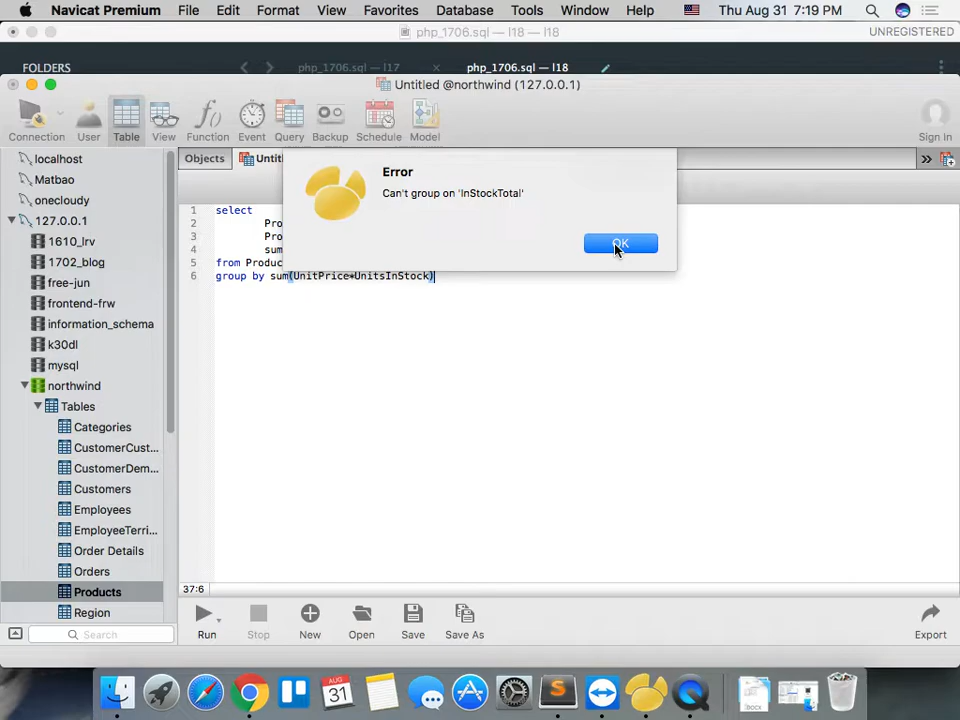 Navicat Premium File Edit Format View Favorites Database Tools Window Help Thu Aug 31 7:19 PM
php_1706.sql — l18 — l18 UNREGISTERED
FOLDERS php_1706.sql — l17 php_1706.sql — l18
Untitled @northwind (127.0.0.1)
Connection User Table View Function Event Query Backup Schedule Model Sign In
localhost
Matbao
onecloudy
127.0.0.1
1610_lrv
1702_blog
free-jun
frontend-frw
information_schema
k30dl
mysql
northwind
Tables
Categories
CustomerCust...
CustomerDem...
Customers
Employees
EmployeeTerri...
Order Details
Orders
Products
Region
Search
Objects Untit
Error
Can't group on 'InStockTotal'
OK
1 select
2 Pro
3 Pro
4 sum
5 from Produc
6 group by sum(UnitPrice*UnitsInStock)
37:6
Run Stop New Open Save Save As Export
AUG
31
S
.DOCX